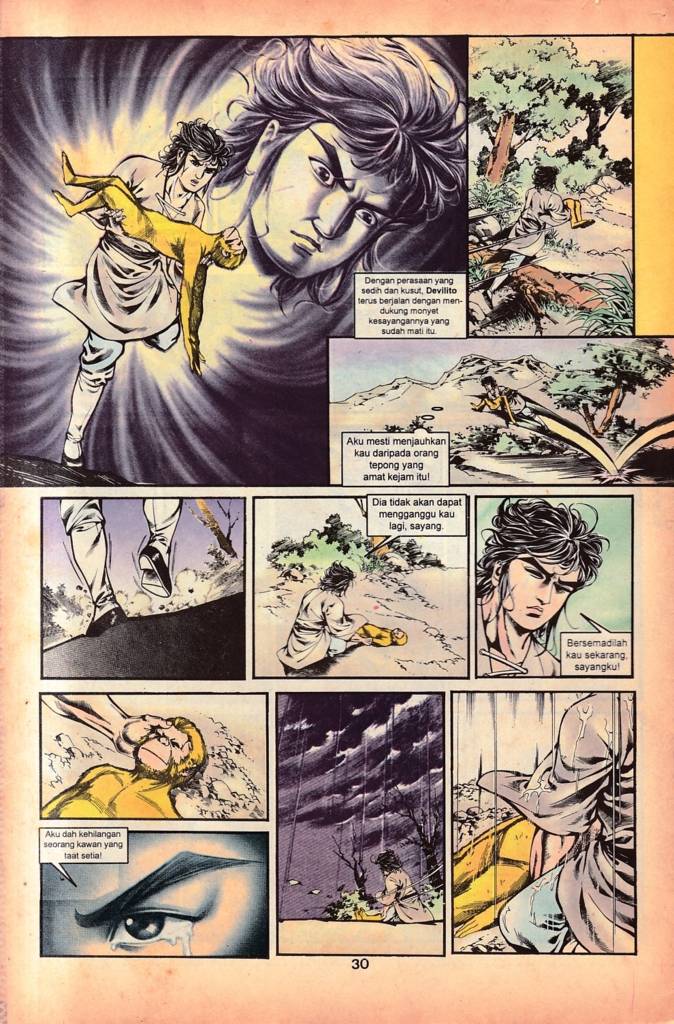 Dengan perasaan yang
sedih dan kusut, Devilito
terus berjalan dengan men-
dukung monyet
kesayangannya yang
sudah mati itu.
Aku mesti menjauhkan
kau daripada orang
tepong yang
amat kejam itu!
Dia tidak akan dapat
mengganggu kau
lagi, sayang.
Bersemadilah
kau sekarang,
sayangku!
Aku dah kehilangan
seorang kawan yang
taat setia!
30